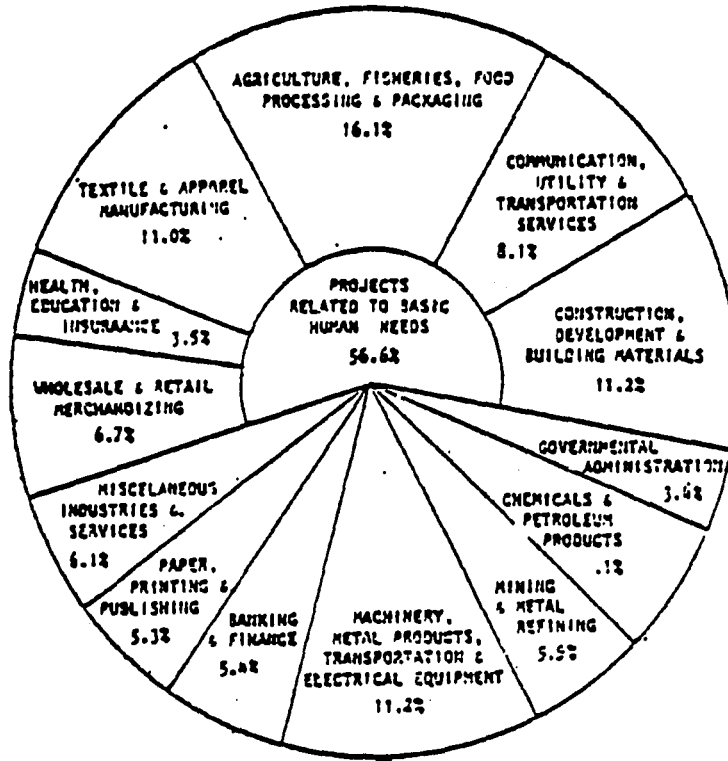 AGRICULTURE, FISHERIES, FOOD
PROCESSING & PACKAGING
16.1%
COMMUNICATION,
UTILITY &
TRANSPORTATION
SERVICES
8.1%
CONSTRUCTION,
DEVELOPMENT &
BUILDING MATERIALS
11.2%
GOVERNMENTAL
ADMINISTRATION
CHEMICALS &
PETROLEUM
PRODUCTS
.1%
MINING
& METAL
REFINING
MACHINERY,
METAL PRODUCTS,
TRANSPORTATION &
ELECTRICAL EQUIPMENT
11.2%
BANKING
& FINANCE
5.4%
PAPER,
PRINTING &
PUBLISHING
5.3%
MISCELANEOUS
INDUSTRIES &
SERVICES
6.1%
WHOLESALE & RETAIL
MERCHANDIZING
6.7%
HEALTH,
EDUCATION &
INSURAANCE 3.5%
TEXTILE & APPAREL
MANUFACTURING
11.0%
PROJECTS
RELATED TO BASIC
HUMAN NEEDS
56.6%